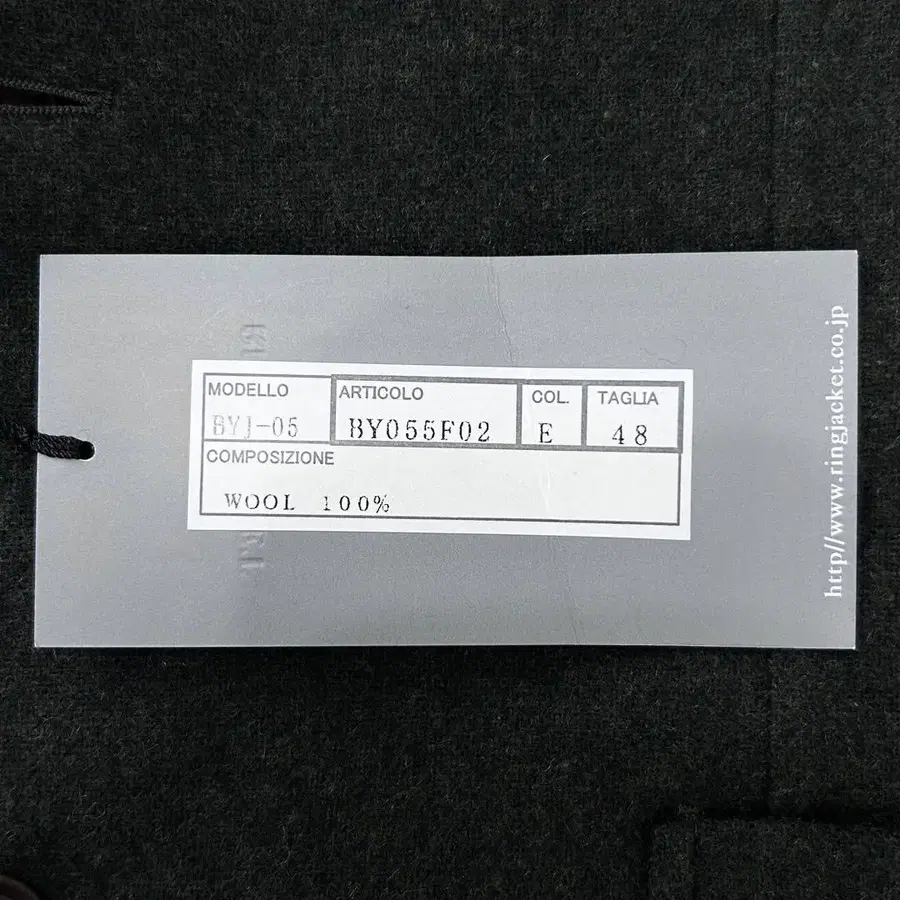 MODELLO
ARTICOLO
COL.
TAGLIA
BYJ-05
BY055F02
E
48
COMPOSIZIONE
WOOL 100%
http//www.ringjacket.co.jp